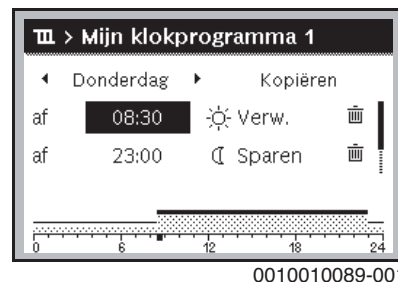 > Mijn klokprogramma 1
Donderdag Kopiëren
af 08:30 Verw.
af 23:00 Sparen
0 6 12 18 24
0010010089-001